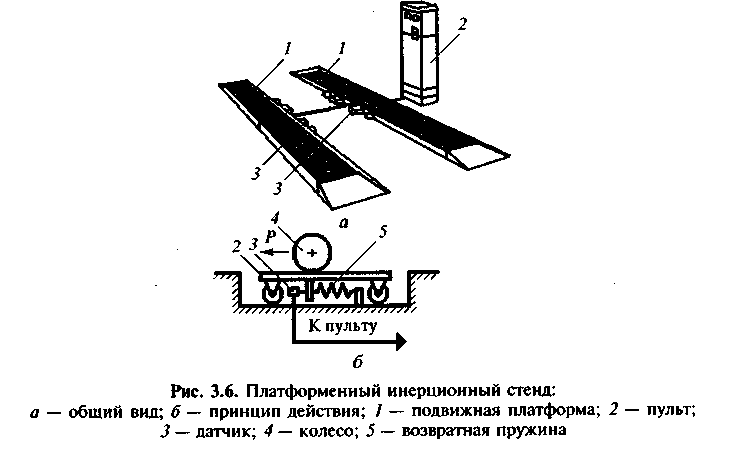 1
1
2
3
3
а
4
P
2
3
5
К пульту
б
Рис. 3.6. Платформенный инерционный стенд:
а — общий вид; б — принцип действия; 1 — подвижная платформа; 2 — пульт;
3 — датчик; 4 — колесо; 5 — возвратная пружина